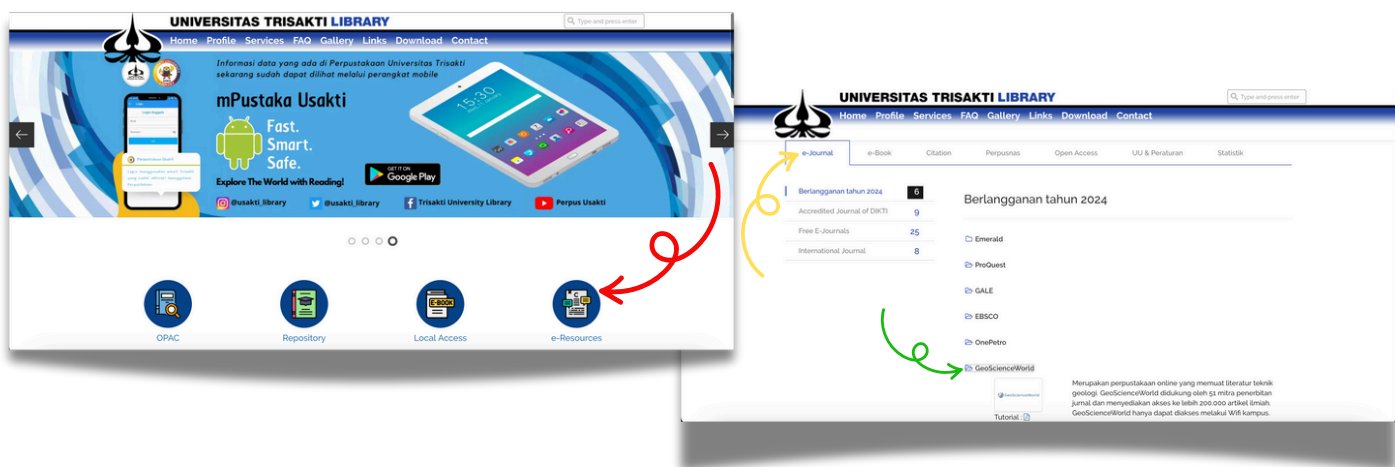 UNIVERSITAS TRISAKTI LIBRARY
Type and press enter
Home Profile Services FAQ Gallery Links Download Contact
Informasi data yang ada di Perpustakaan Universitas Trisakti
sekarang sudah dapat dilihat melalui perangkat mobile
mPustaka Usakti
Fast.
Smart.
Safe.
Explore The World with Reading!
GET IT ON
Google Play
15:30
@usakti_library
@usakti_library
Trisakti University Library
Perpus Usakti
E-BOOK
OPAC
Repository
Local Access
e-Resources
UNIVERSITAS TRISAKTI LIBRARY
Type and press enter
Home Profile Services FAQ Gallery Links Download Contact
e-Journal
e-Book
Citation
Perpusnas
Open Access
UU & Peraturan
Statistik
Berlangganan tahun 2024 6
Accredited Journal of DIKTI 9
Free E-Journals 25
International Journal 8
Berlangganan tahun 2024
Emerald
ProQuest
GALE
EBSCO
OnePetro
GeoScienceWorld
GeoScienceWorld
Tutorial :
Merupakan perpustakaan online yang memuat literatur teknik
geologi. GeoScienceWorld didukung oleh 51 mitra penerbitan
jurnal dan menyediakan akses ke lebih 200.000 artikel ilmiah.
GeoScienceWorld hanya dapat diakses melakui Wifi kampus.